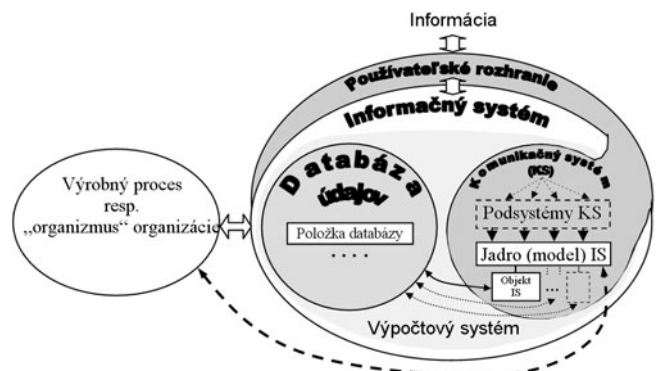 Informácia
Používateľské rozhranie
Informačný systém
Databáza
údajov
Položka databázy
. . . .
Komunikačný systém
(KS)
Podsystémy KS
Jadro (model) IS
Objekt
IS
...
Výpočtový systém
Výrobný proces
resp.
„organizmus“ organizácie